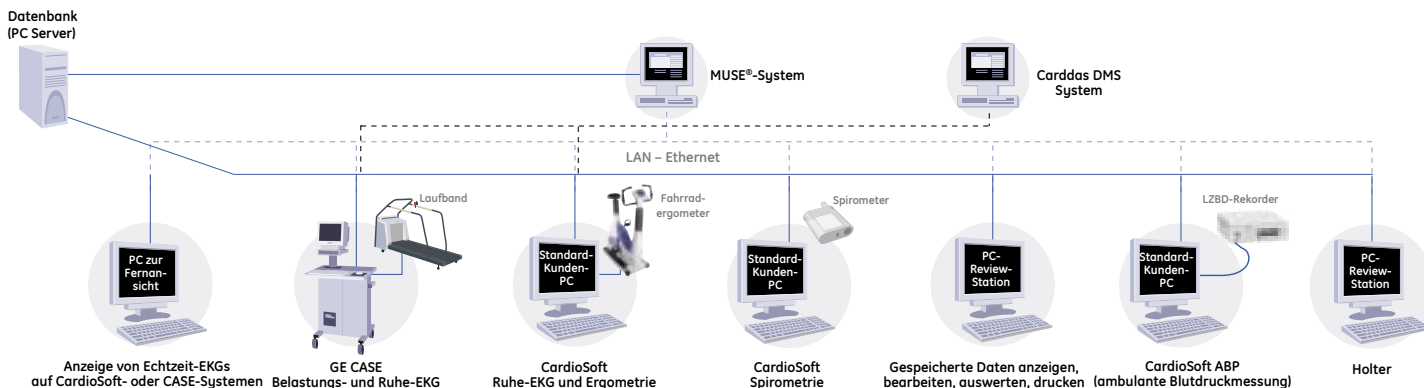 Datenbank
(PC Server)
MUSE®-System
Carddas DMS
System
LAN – Ethernet
Laufband
Fahrrad-
ergometer
Spirometer
LZBD-Rekorder
PC zur
Fernan-
sicht
Standard-
Kunden-
PC
Standard-
Kunden-
PC
PC-
Review-
Station
Standard-
Kunden-
PC
PC-
Review-
Station
Anzeige von Echtzeit-EKGs
auf CardioSoft- oder CASE-Systemen
GE CASE
Belastungs- und Ruhe-EKG
CardioSoft
Ruhe-EKG und Ergometrie
CardioSoft
Spirometrie
Gespeicherte Daten anzeigen,
bearbeiten, auswerten, drucken
CardioSoft ABP
(ambulante Blutdruckmessung)
Holter